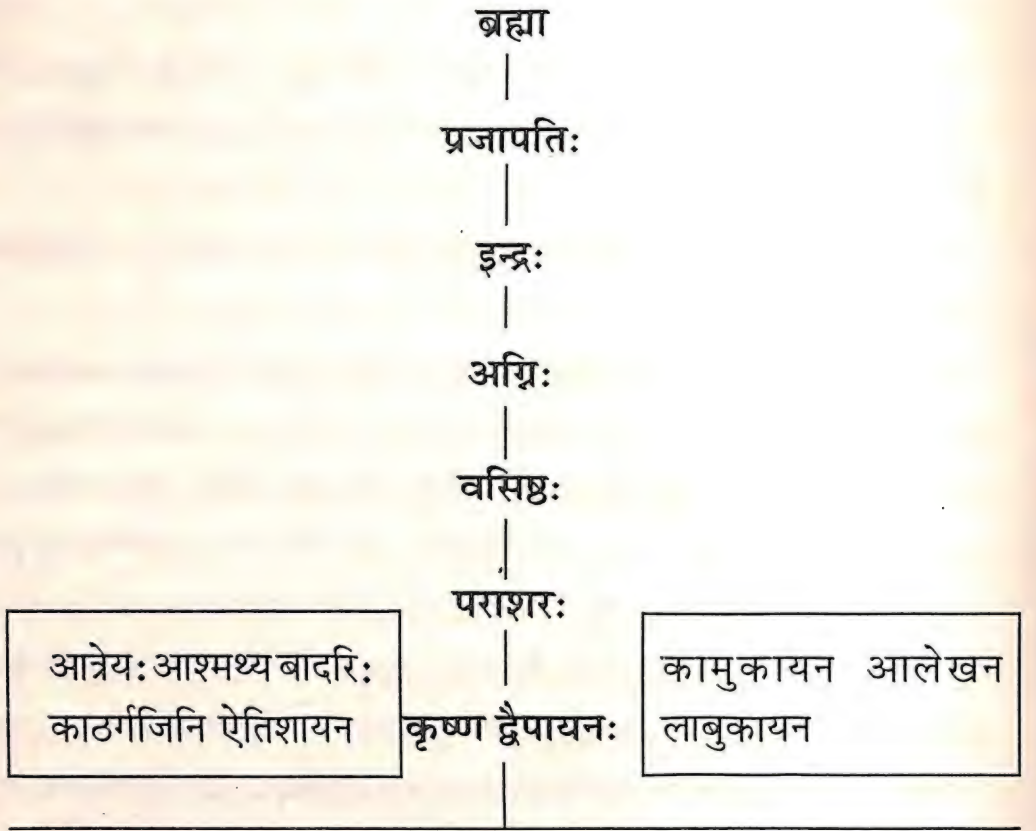 ब्रह्मा
प्रजापतिः
इन्द्रः
अग्निः
वसिष्ठः
पराशरः
आत्रेयः आश्मथ्य बादरिः
काठर्गजिनि ऐतिशायन
कृष्ण द्वैपायनः
कामुकायन आलेखन
लाबुकायन